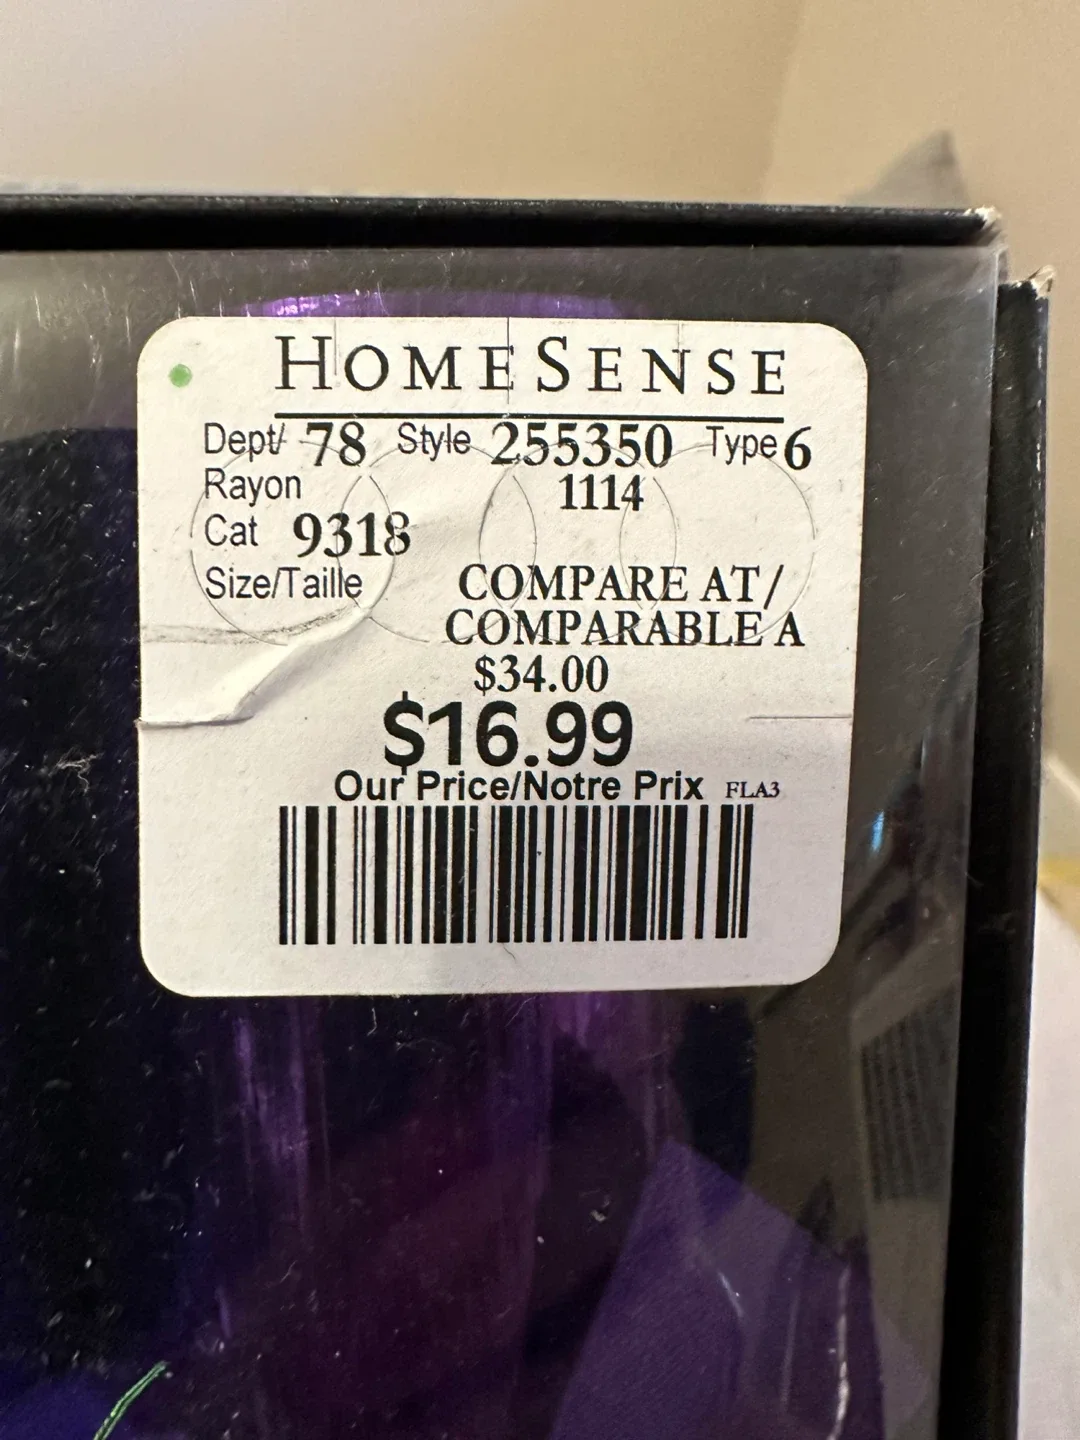 HOMESENSE
Dept/ 78 Style 255350 Type 6
Rayon 1114
Cat 9318
Size/Taille COMPARE AT/
COMPARABLE A
$34.00
$16.99
Our Price/Notre Prix FLA3